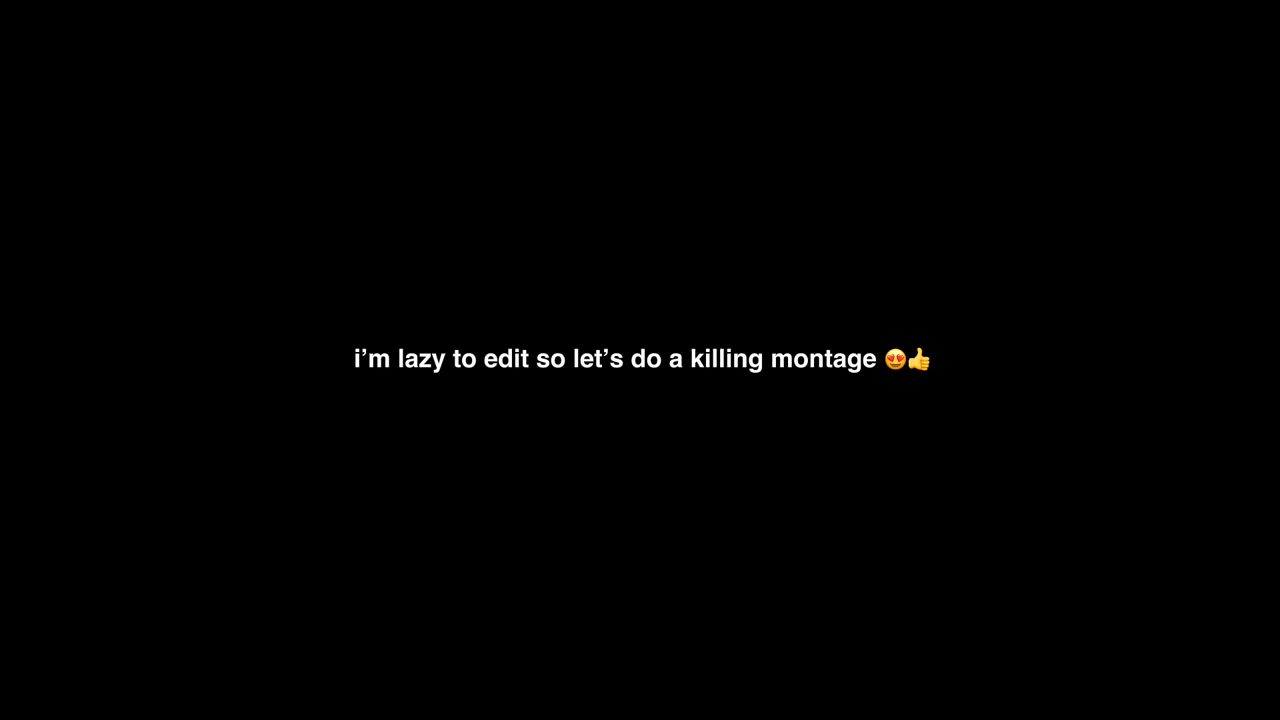 i’m lazy to edit so let’s do a killing montage 😍👍